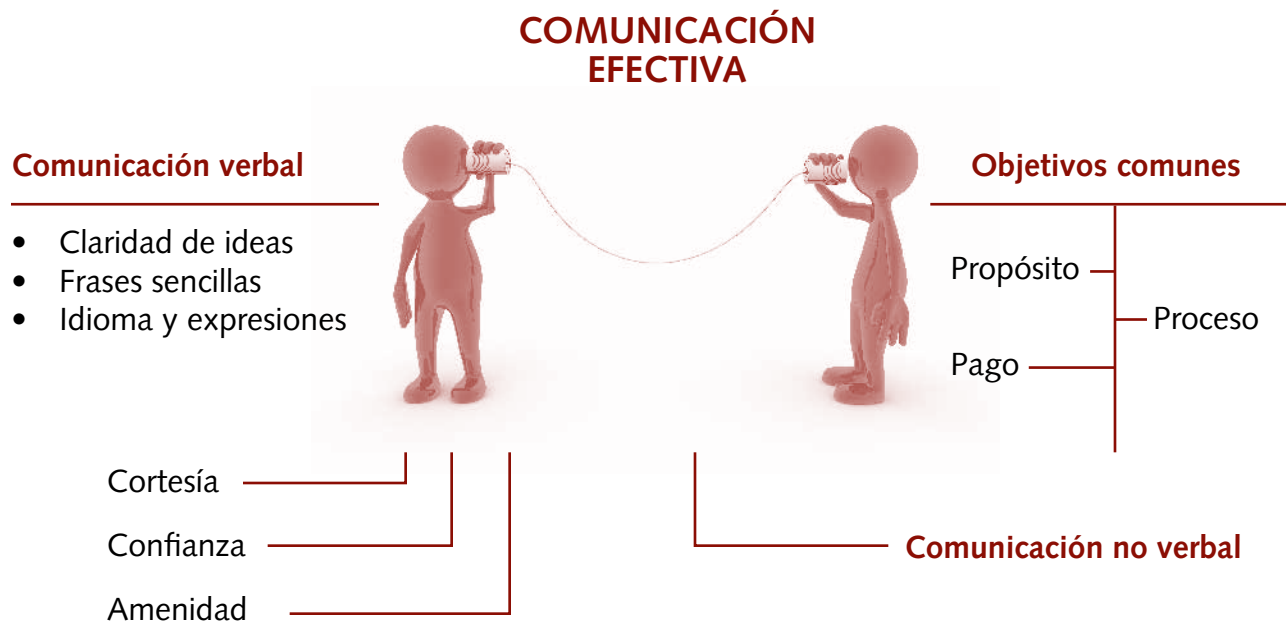 COMUNICACIÓN
EFECTIVA
Comunicación verbal
• Claridad de ideas
• Frases sencillas
• Idioma y expresiones
Objetivos comunes
Propósito
Proceso
Pago
Cortesía
Confianza
Amenidad
Comunicación no verbal